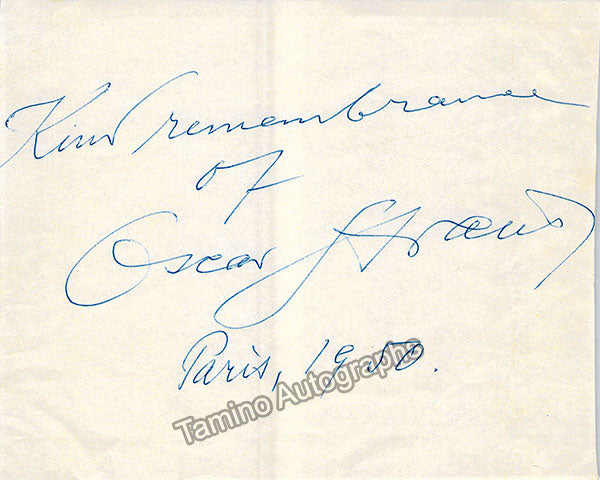 Kind remembrance
of
Oscar Straus
Paris, 1950.
Tamino Autographs